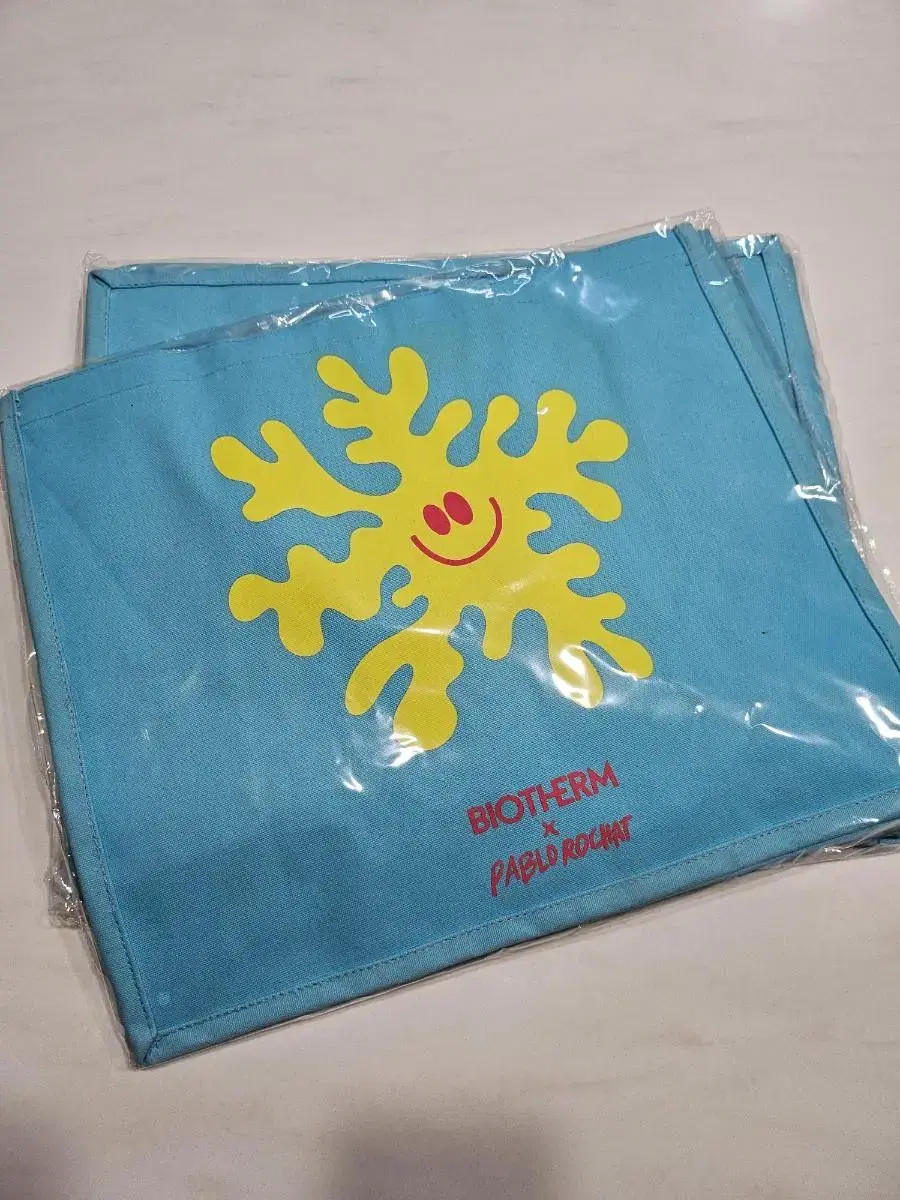 BIOTHERM
x
PABLO ROCHAT